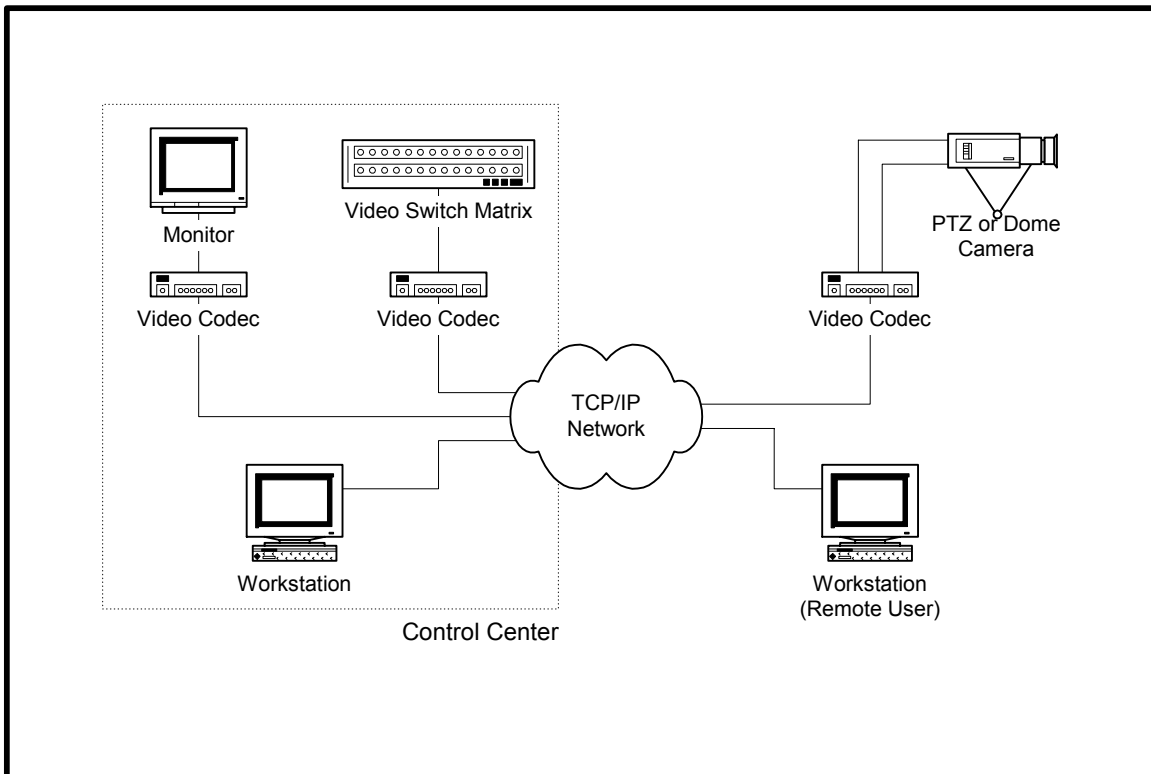 Monitor
Video Switch Matrix
PTZ or Dome
Camera
Video Codec
Video Codec
Video Codec
TCP/IP
Network
Workstation
Workstation
(Remote User)
Control Center